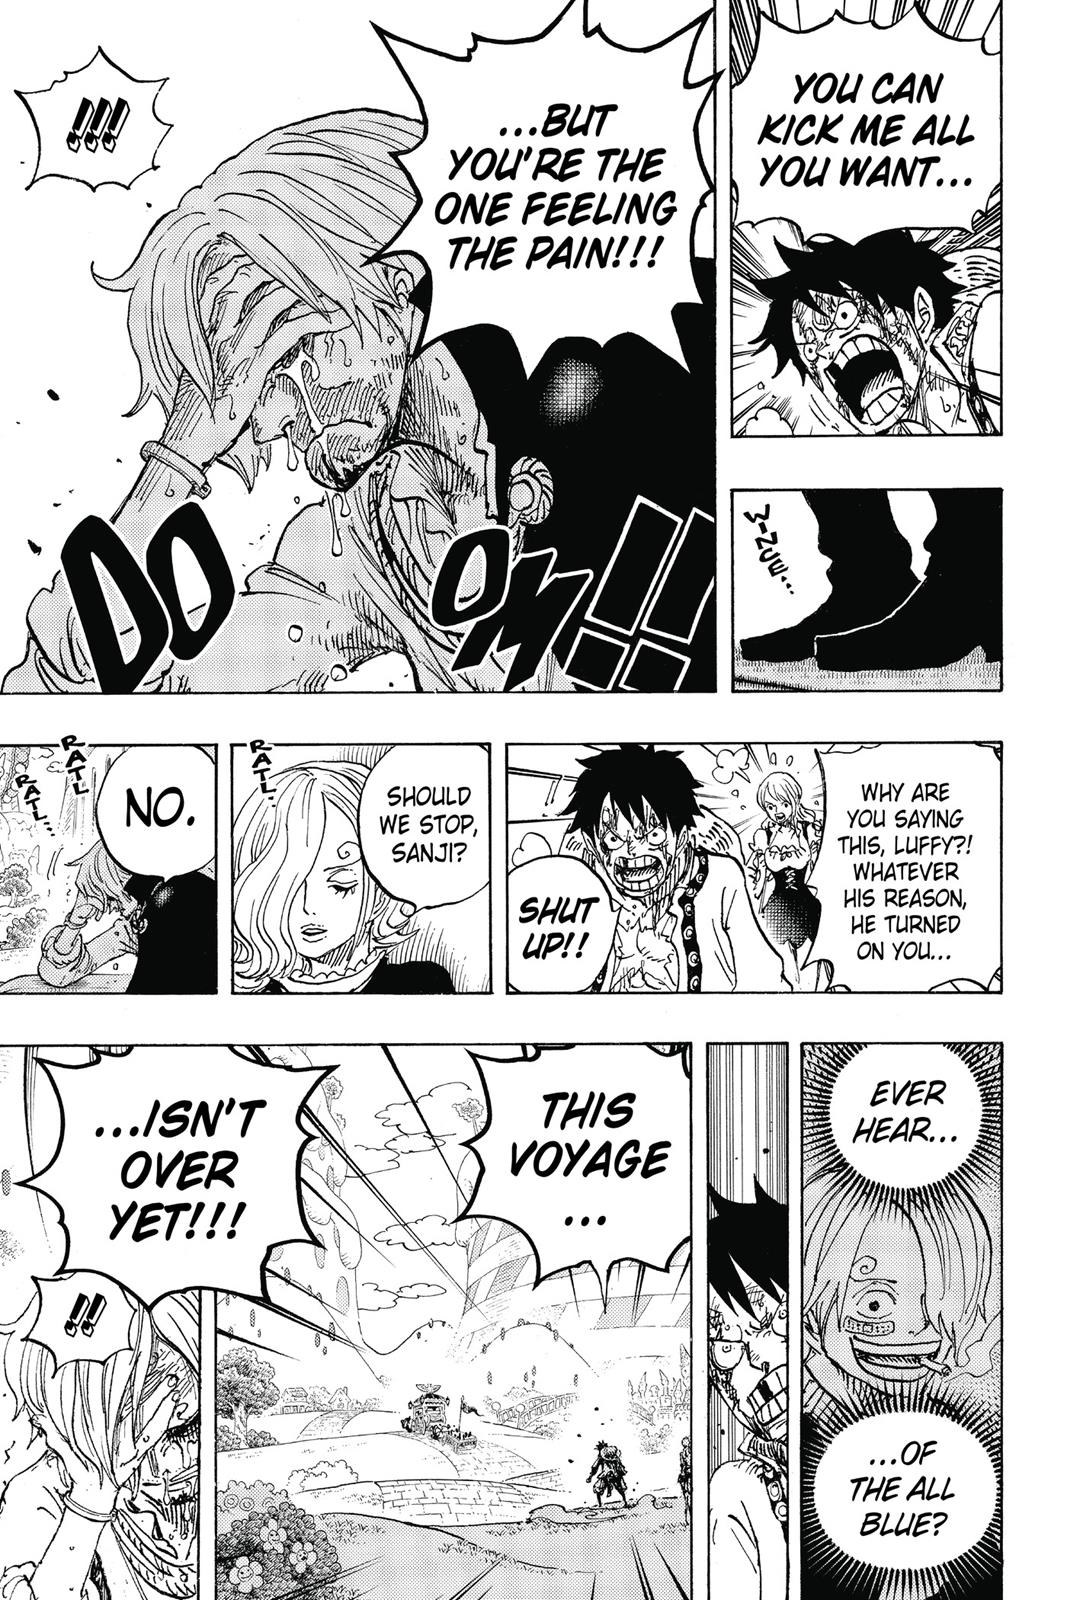 YOU CAN
KICK ME ALL
YOU WANT...
...BUT
YOU'RE THE
ONE FEELING
THE PAIN!!!
!!!!
WINCE...
DOOM!!
WHY ARE
YOU SAYING
THIS, LUFFY?!
WHATEVER
HIS REASON,
HE TURNED
ON YOU...
SHUT
UP!!
SHOULD
WE STOP,
SANJI?
RATL..
NO.
RATL
RATL...
EVER
HEAR...
...OF
THE ALL
BLUE?
THIS
VOYAGE
...
...ISN'T
OVER
YET!!!
!!